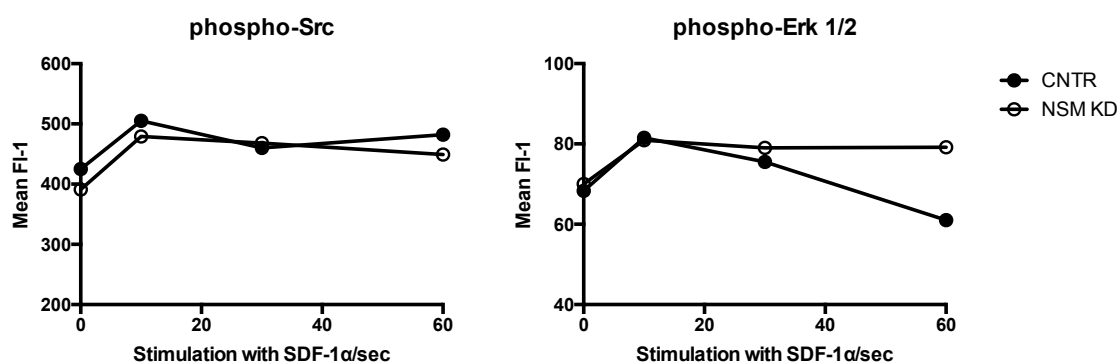 phospho-Src
600
500
400
300
200
Mean FI-1
0
20
40
60
Stimulation with SDF-1α/sec
phospho-Erk 1/2
100
80
60
40
Mean FI-1
0
20
40
60
Stimulation with SDF-1α/sec
CNTR
NSM KD